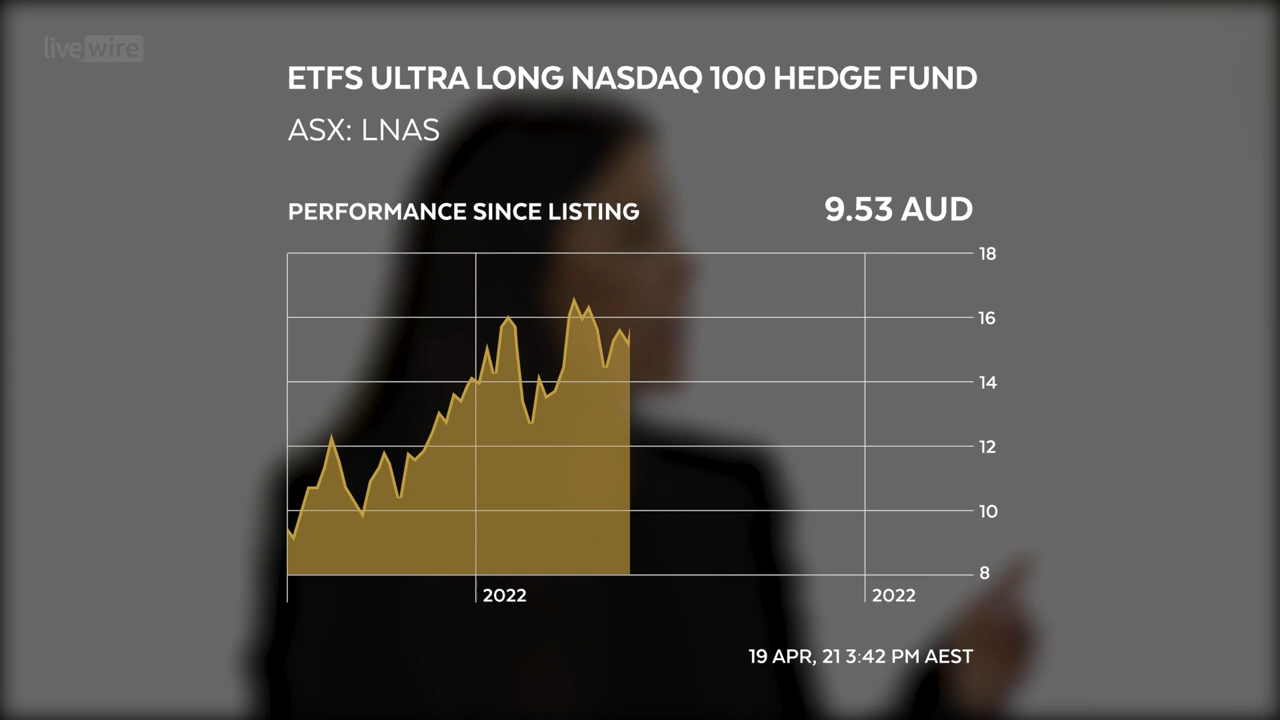 livewire
ETFS ULTRA LONG NASDAQ 100 HEDGE FUND
ASX: LNAS
PERFORMANCE SINCE LISTING 9.53 AUD
18
16
14
12
10
8
2022 2022
19 APR, 21 3:42 PM AEST